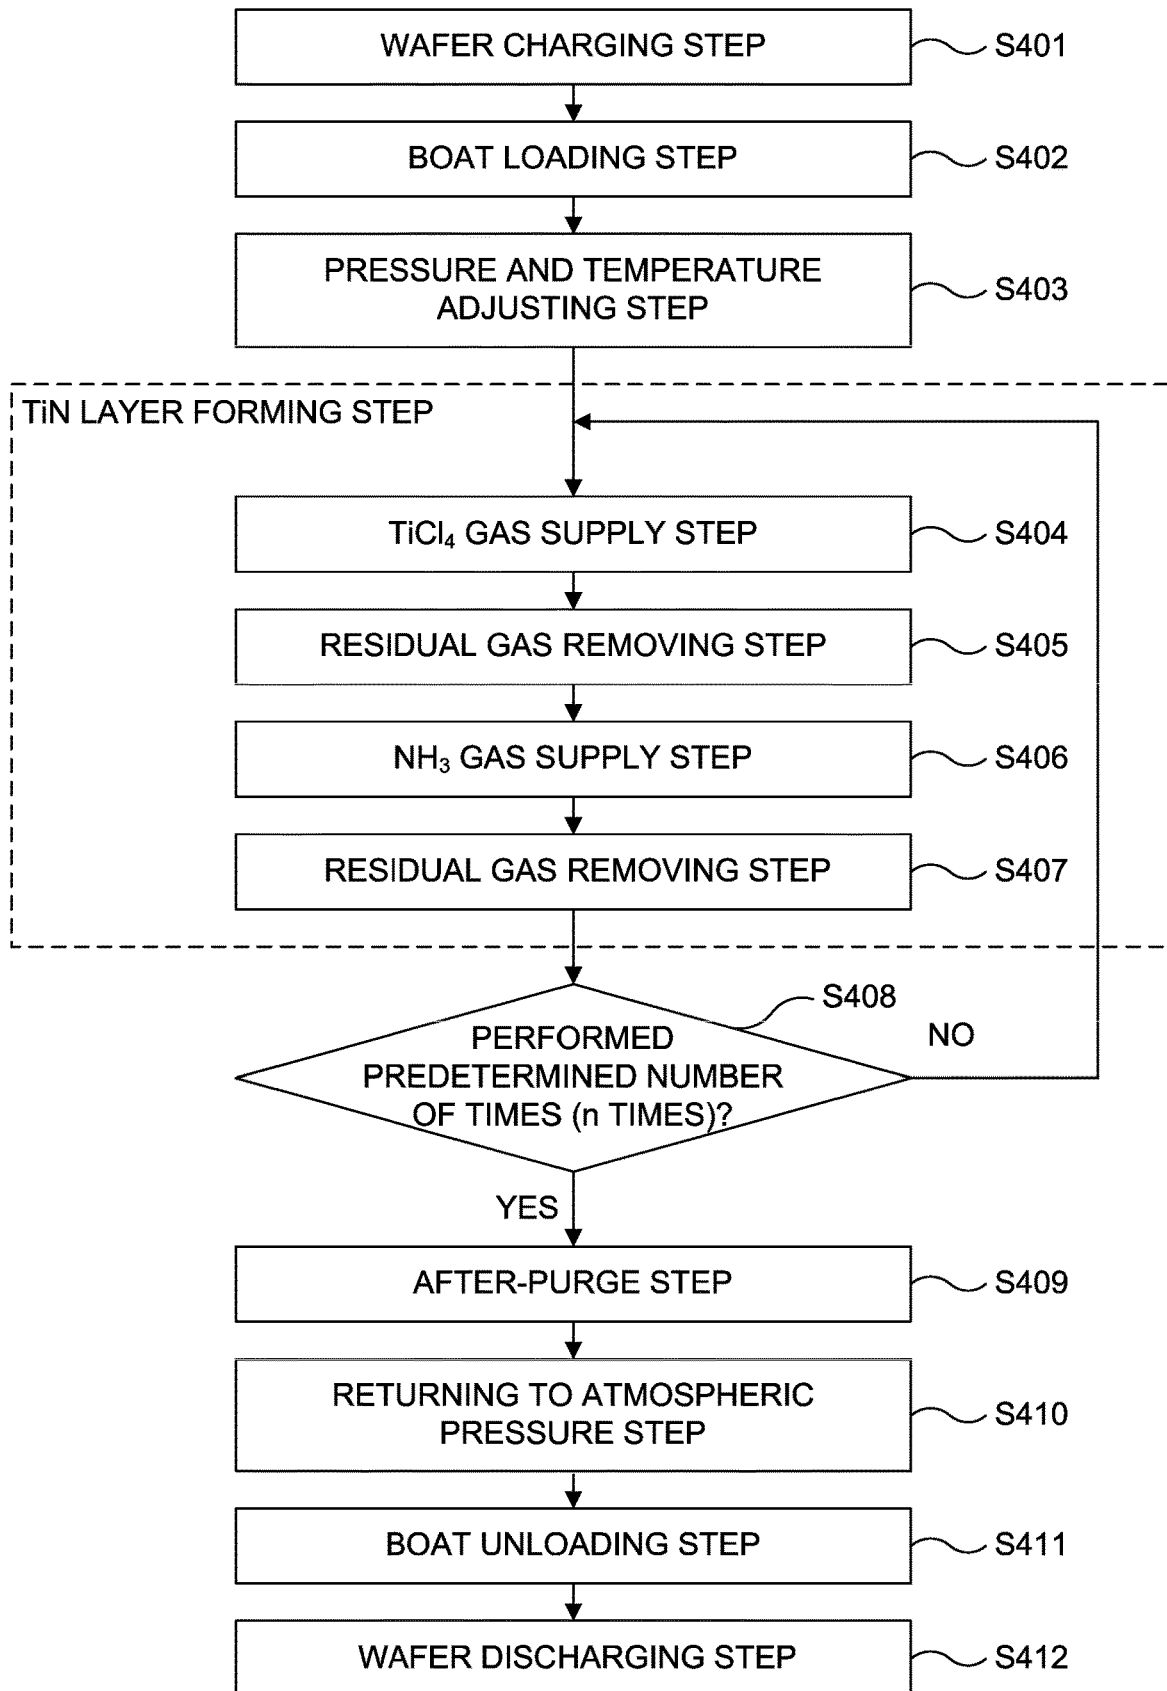 WAFER CHARGING STEP
S401
BOAT LOADING STEP
S402
PRESSURE AND TEMPERATURE
ADJUSTING STEP
S403
TiN LAYER FORMING STEP
TiCl₄ GAS SUPPLY STEP
S404
RESIDUAL GAS REMOVING STEP
S405
NH₃ GAS SUPPLY STEP
S406
RESIDUAL GAS REMOVING STEP
S407
S408
PERFORMED
PREDETERMINED NUMBER
OF TIMES (n TIMES)?
NO
YES
AFTER-PURGE STEP
S409
RETURNING TO ATMOSPHERIC
PRESSURE STEP
S410
BOAT UNLOADING STEP
S411
WAFER DISCHARGING STEP
S412